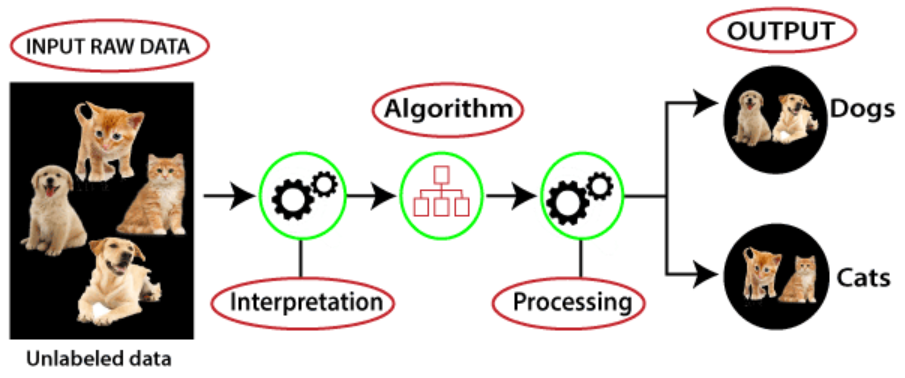 INPUT RAW DATA
OUTPUT
Algorithm
Dogs
Interpretation
Processing
Cats
Unlabeled data